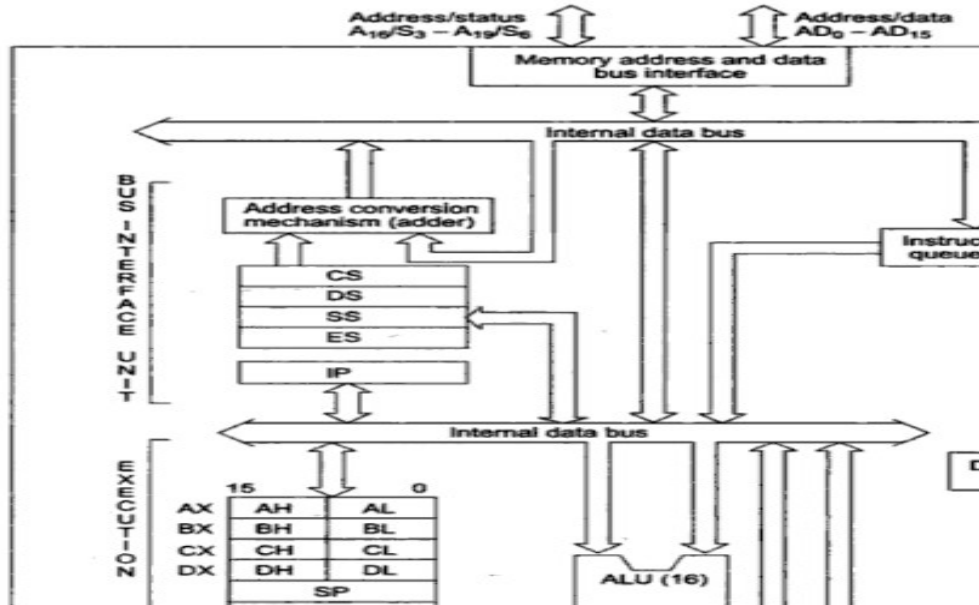 Address/status
A16/S3 – A19/S6
Address/data
AD0 – AD15
Memory address and data
bus interface
Internal data bus
BUS INTERFACE UNIT
Address conversion
mechanism (adder)
Instruc
queue
CS
DS
SS
ES
IP
Internal data bus
EXECUTION
15 0
AX AH AL
BX BH BL
CX CH CL
DX DH DL
SP
ALU (16)
D